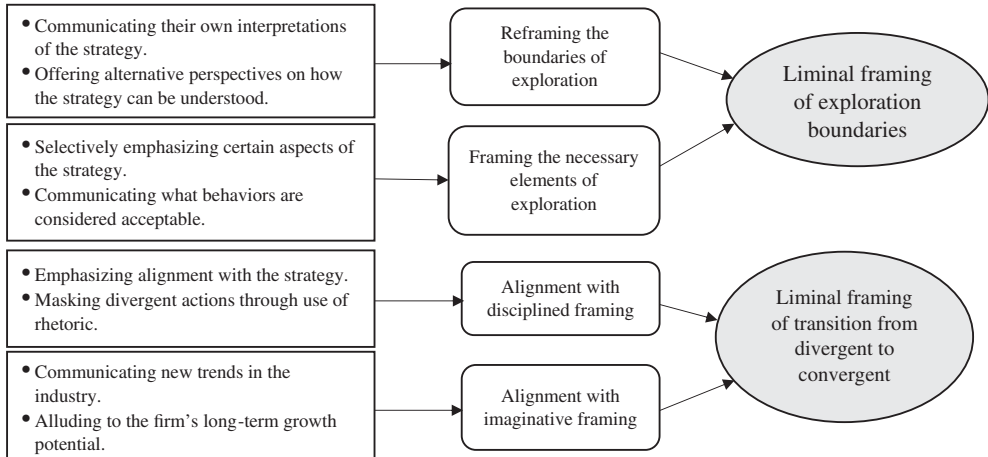 • Communicating their own interpretations
of the strategy.
• Offering alternative perspectives on how
the strategy can be understood.
Reframing the
boundaries of
exploration
Liminal framing
of exploration
boundaries
• Selectively emphasizing certain aspects of
the strategy.
• Communicating what behaviors are
considered acceptable.
Framing the necessary
elements of
exploration
• Emphasizing alignment with the strategy.
• Masking divergent actions through use of
rhetoric.
Alignment with
disciplined framing
Liminal framing
of transition from
divergent to
convergent
• Communicating new trends in the
industry.
• Alluding to the firm's long-term growth
potential.
Alignment with
imaginative framing